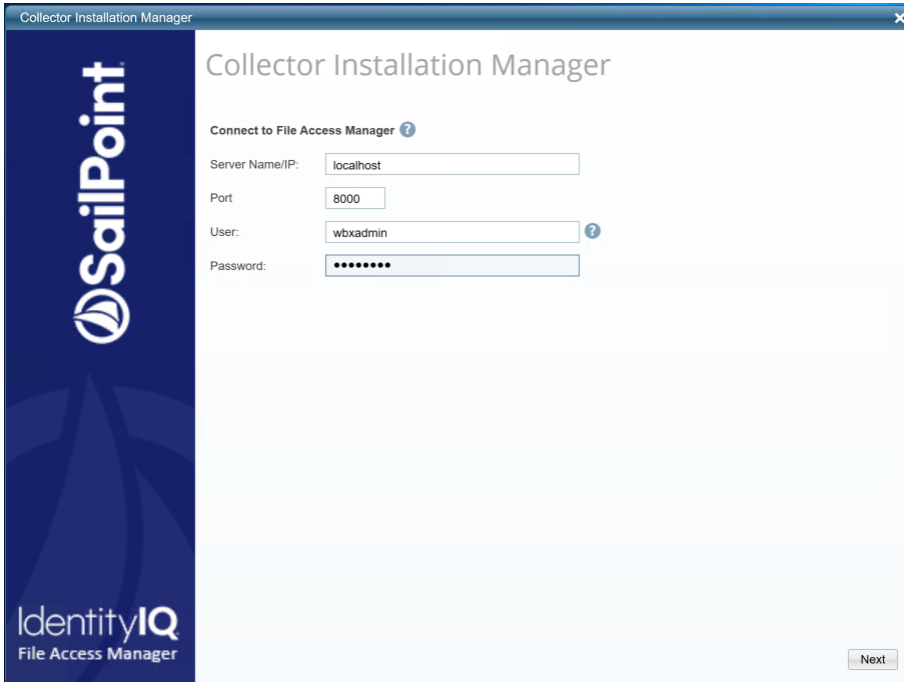 Collector Installation Manager
SailPoint
Collector Installation Manager
Connect to File Access Manager ?
Server Name/IP: localhost
Port 8000
User: wbxadmin ?
Password: ••••••••
IdentityIQ
File Access Manager
Next